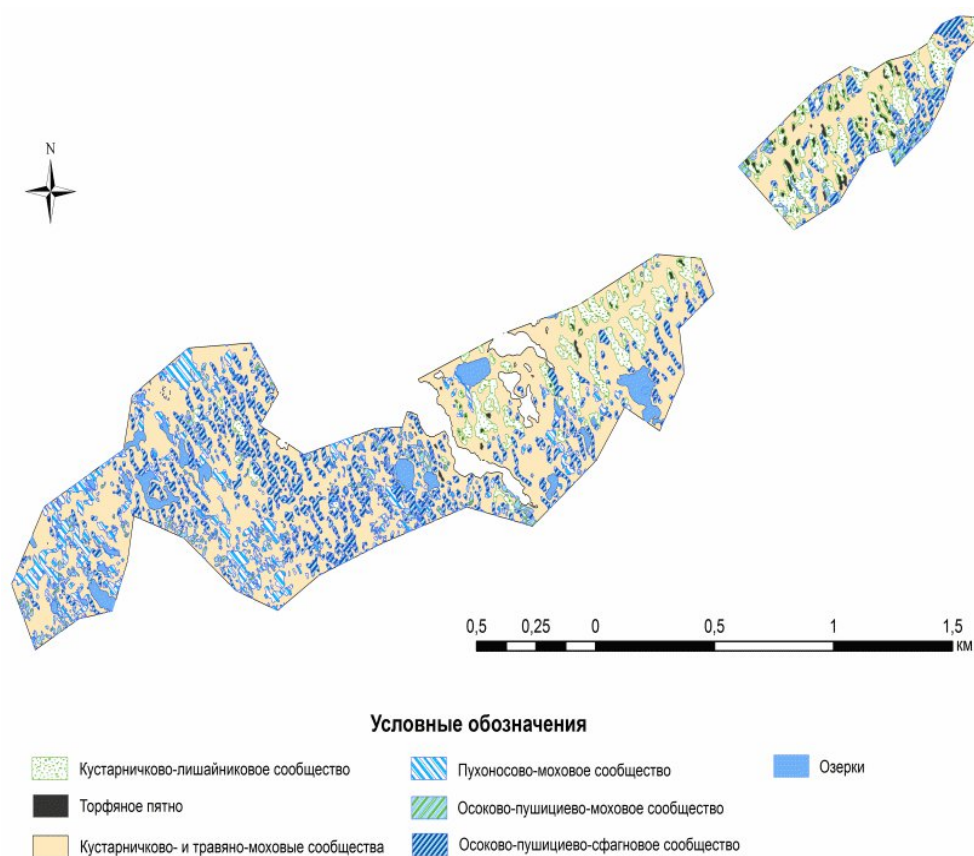 N
0,5 0,25 0 0,5 1 1,5
км
Условные обозначения
Кустарничково-лишайниковое сообщество
Торфяное пятно
Кустарничково- и травяно-моховые сообщества
Пухоносово-моховое сообщество
Осоково-пушициево-моховое сообщество
Осоково-пушициево-сфагновое сообщество
Озерки